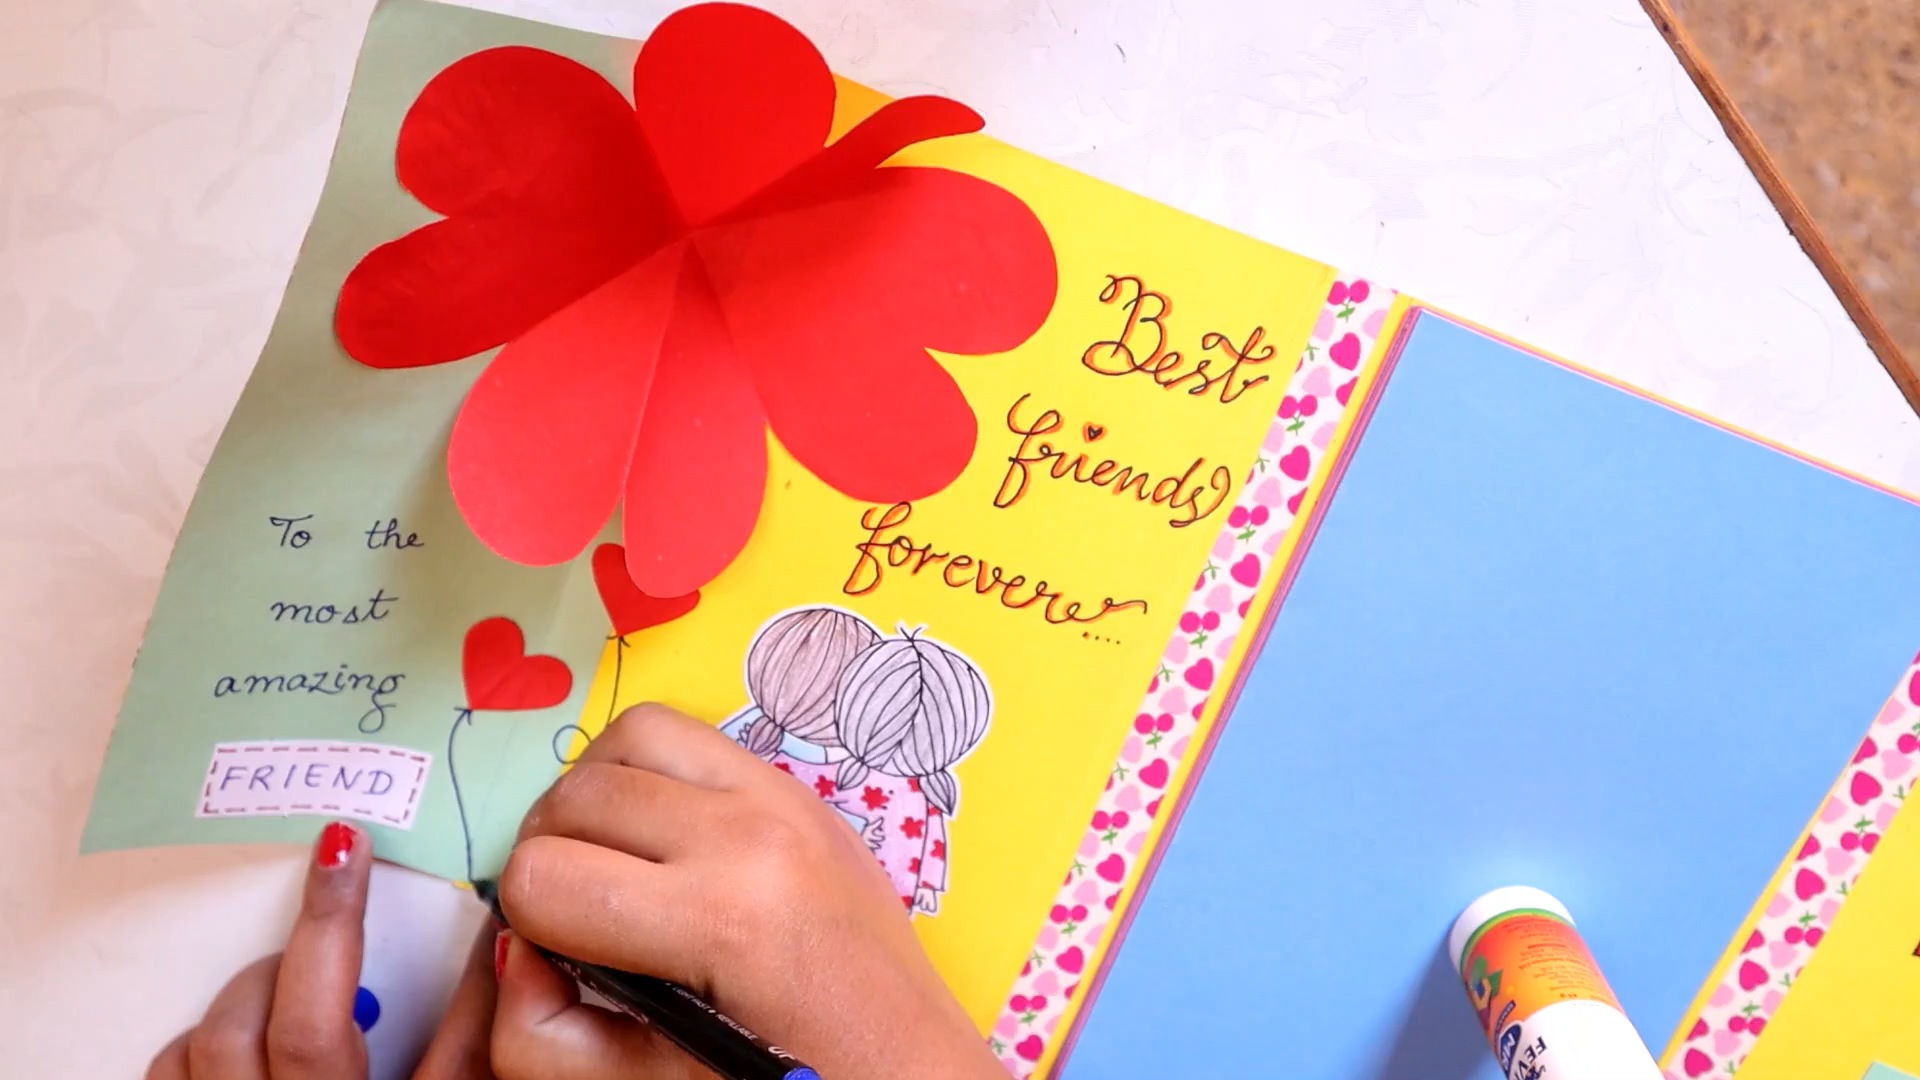 To the
most
amazing
FRIEND
Best
friends
forever....